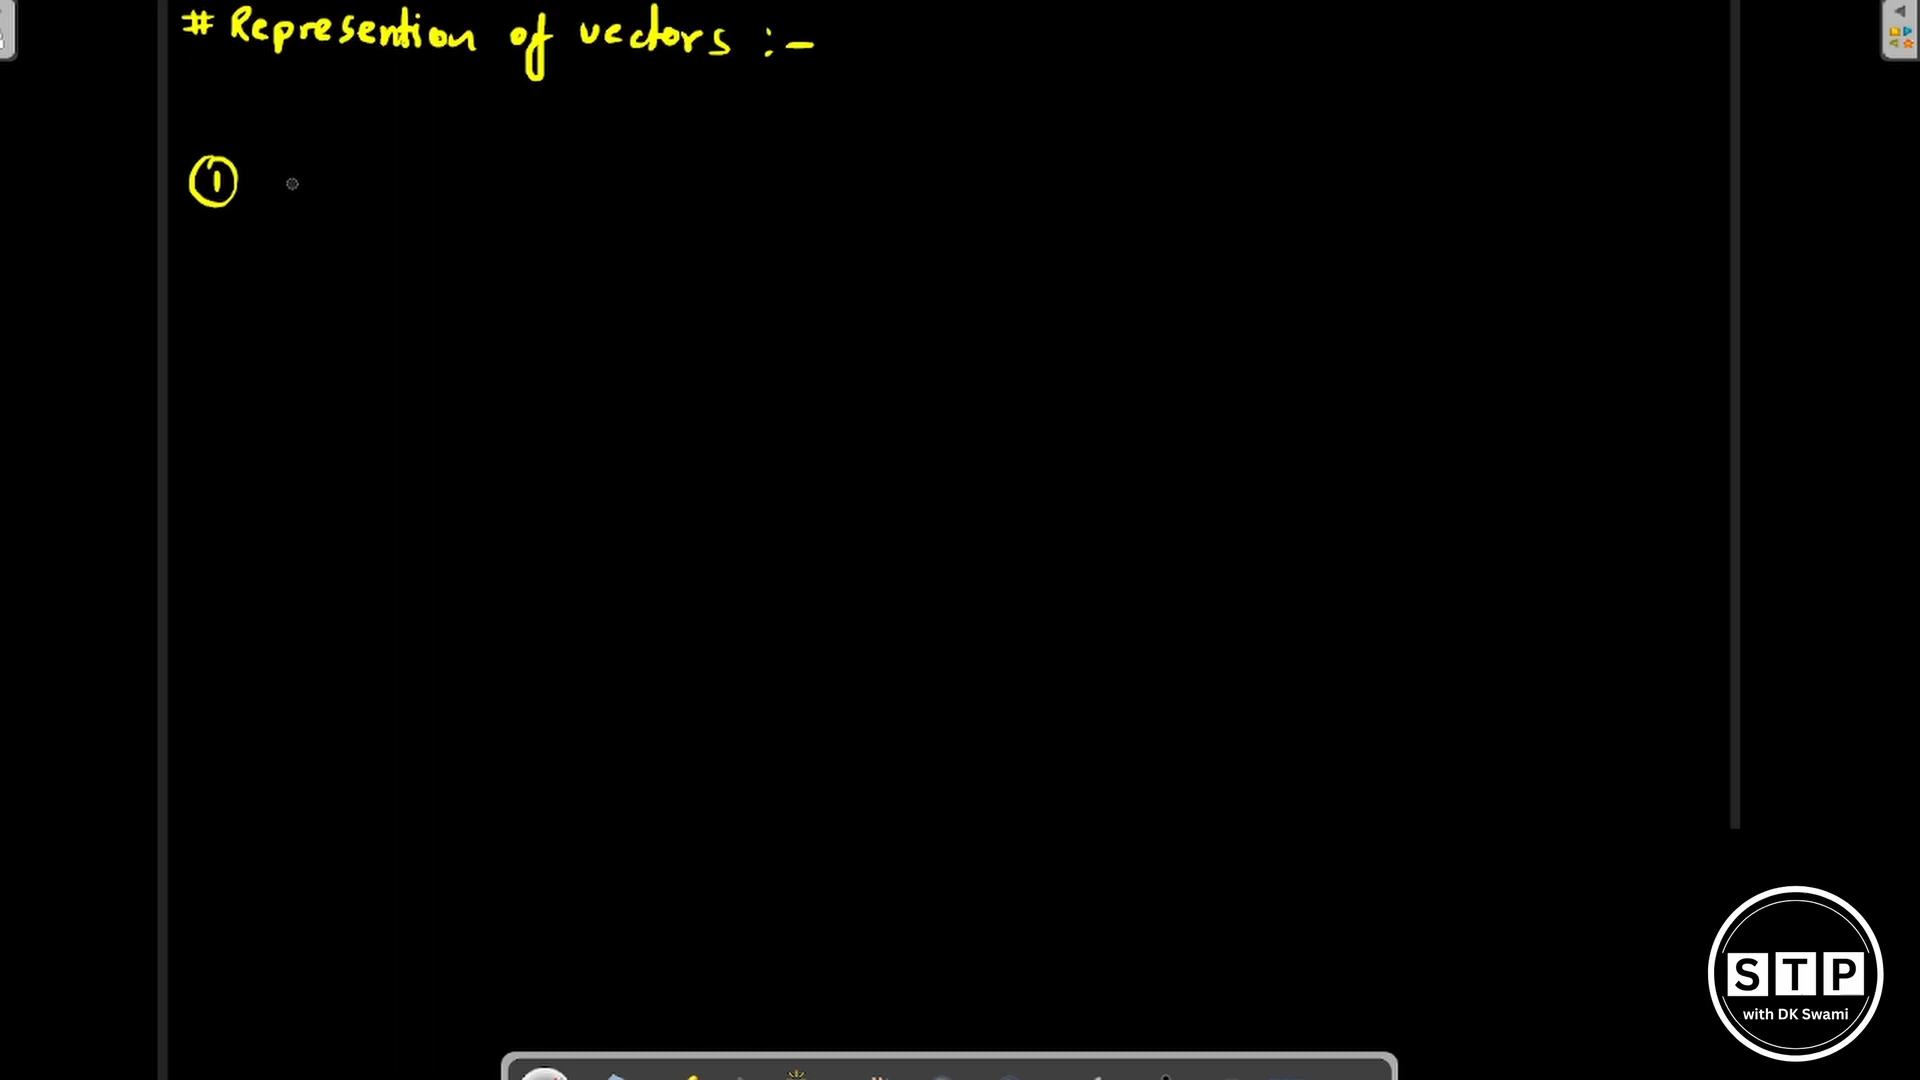 # Represention of vectors :-
①
STP
with DK Swami